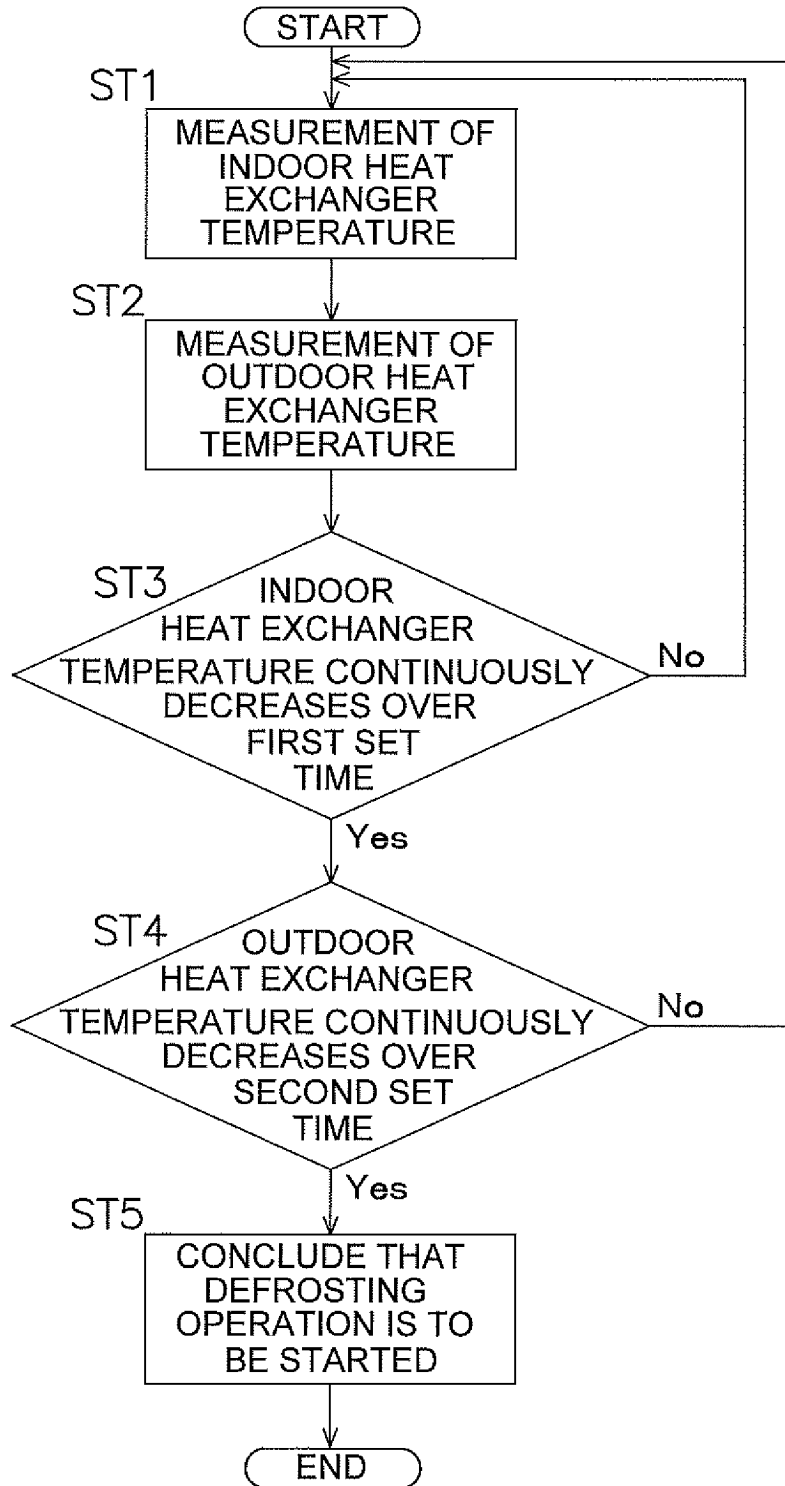 START
ST1
MEASUREMENT OF
INDOOR HEAT
EXCHANGER
TEMPERATURE
ST2
MEASUREMENT OF
OUTDOOR HEAT
EXCHANGER
TEMPERATURE
ST3
INDOOR
HEAT EXCHANGER
TEMPERATURE CONTINUOUSLY
DECREASES OVER
FIRST SET
TIME
No
Yes
ST4
OUTDOOR
HEAT EXCHANGER
TEMPERATURE CONTINUOUSLY
DECREASES OVER
SECOND SET
TIME
No
Yes
ST5
CONCLUDE THAT
DEFROSTING
OPERATION IS TO
BE STARTED
END